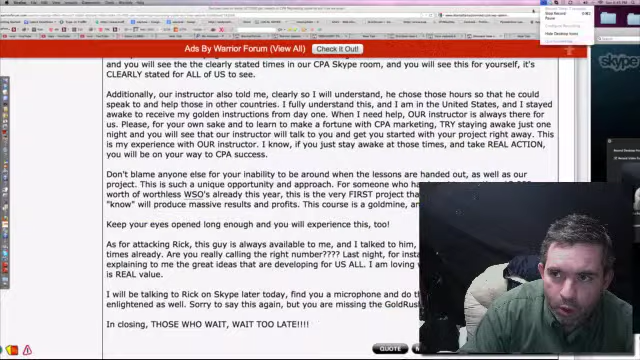 Ads By Warrior Forum (View All) Check it Out!
and you will see the the clearly stated times in our CPA Skype room, and you will see this for yourself, it's
CLEARLY stated for ALL of US to see.
Additionally, our instructor also told me, clearly so I will understand, he chose those hours so that he could
speak to and help those in other countries. I fully understand this, and I am in the United States, and I stayed
awake to receive my golden instructions from day one. When I need help, OUR instructor is always there for
us. Please, for your own sake and to learn to make a fortune with CPA marketing, TRY staying awake just one
night and you will see that our instructor will talk to you and get you started with your project right away. This
is my experience with OUR instructor. I know, if you just stay awake at those times, and take REAL ACTION,
you will be on your way to CPA success.
Don't blame anyone else for your inability to be around when the lessons are handed out, as well as our
project. This is such a unique opportunity and approach. For someone who
worth of worthless WSO's already this year, this is the very FIRST project
"know" will produce massive results and profits. This course is a goldmine,
Keep your eyes opened long enough and you will experience this, too!
As for attacking Rick, this guy is always available to me, and I talked to him,
times already. Are you really calling the right number???? Last night, for
explaining to me the great ideas that are developing for US ALL. I am loving
is REAL value.
I will be talking to Rick on Skype later today, find you a microphone and do
enlightened as well. Sorry to say this again, but you are missing the
In closing, THOSE WHO WAIT, WAIT TOO LATE!!!!
QUOTE
skype